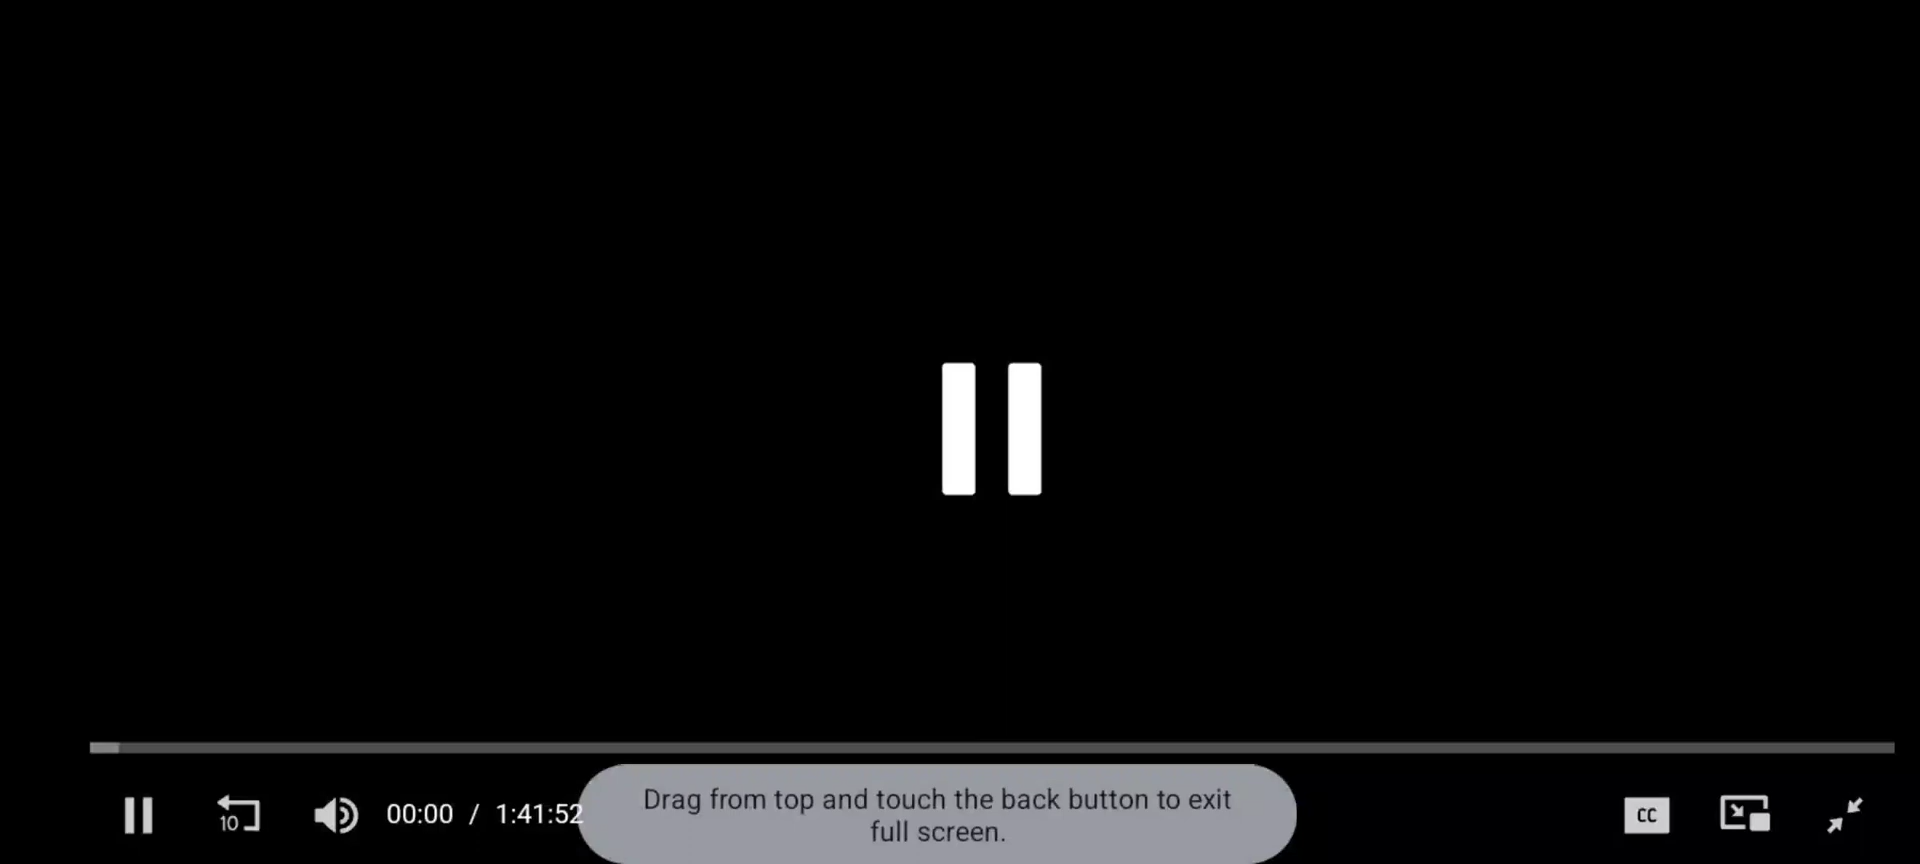 10
00:00 / 1:41:52
Drag from top and touch the back button to exit
full screen.
CC